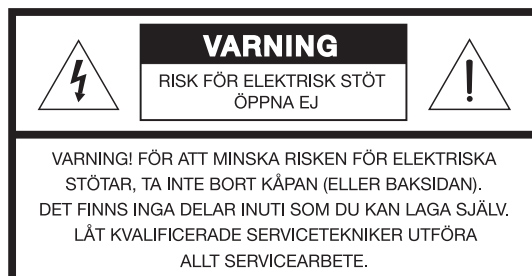 VARNING
RISK FÖR ELEKTRISK STÖT
ÖPPNA EJ
VARNING! FÖR ATT MINSKA RISKEN FÖR ELEKTRISKA
STÖTAR, TA INTE BORT KÅPAN (ELLER BAKSIDAN).
DET FINNS INGA DELAR INUTI SOM DU KAN LAGA SJÄLV.
LÅT KVALIFICERADE SERVICETEKNIKER UTFÖRA
ALLT SERVICEARBETE.